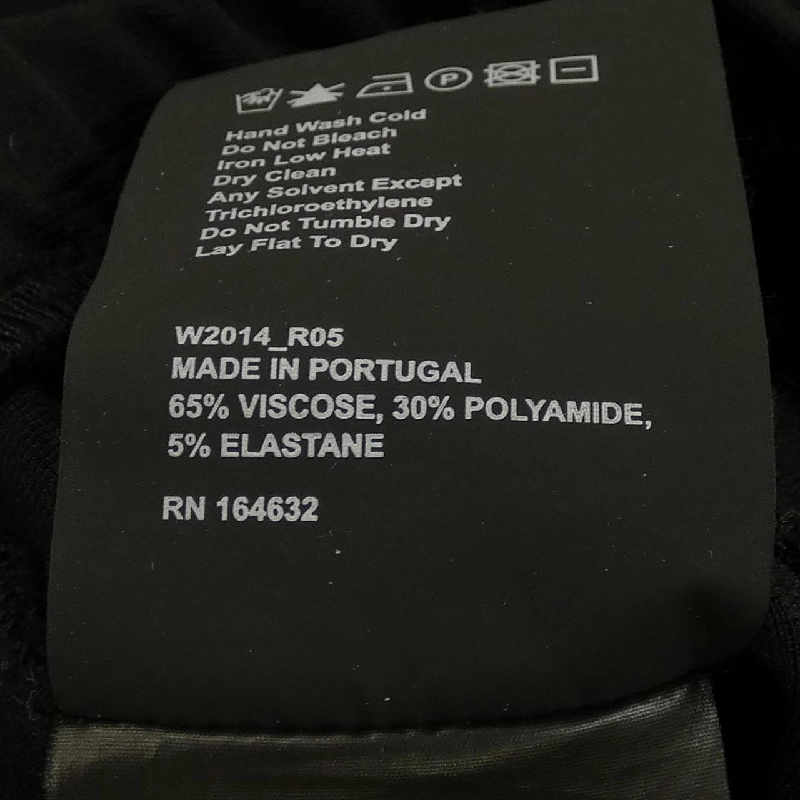 P
Hand Wash Cold
Do Not Bleach
Iron Low Heat
Dry Clean
Any Solvent Except
Trichloroethylene
Do Not Tumble Dry
Lay Flat To Dry
W2014_R05
MADE IN PORTUGAL
65% VISCOSE, 30% POLYAMIDE,
5% ELASTANE
RN 164632